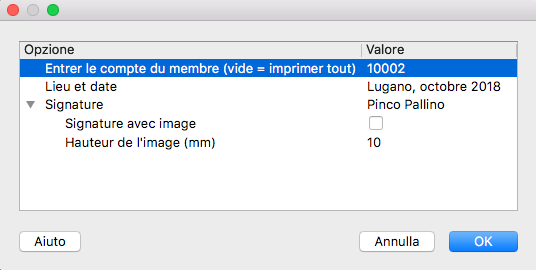 Opzione Valore
Entrer le compte du membre (vide = imprimer tout) 10002
Lieu et date Lugano, octobre 2018
Signature Pinco Pallino
Signature avec image
Hauteur de l'image (mm) 10
Aiuto Annulla OK